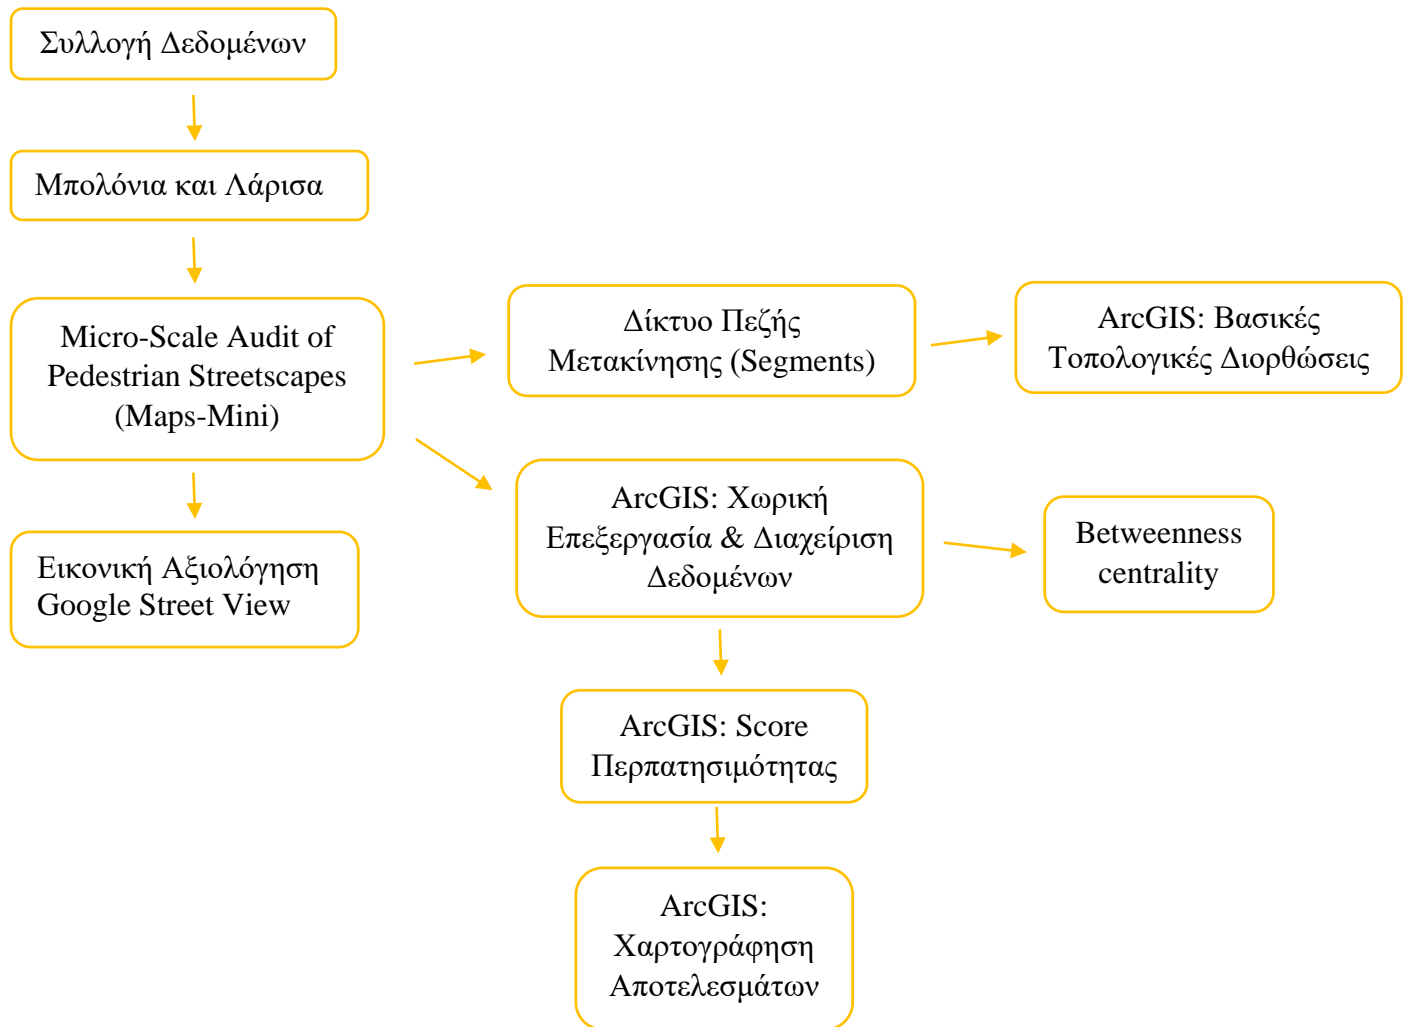 Συλλογή Δεδομένων
Μπολόνια και Λάρισα
Micro-Scale Audit of
Pedestrian Streetscapes
(Maps-Mini)
Εικονική Αξιολόγηση
Google Street View
Δίκτυο Πεζής
Μετακίνησης (Segments)
ArcGIS: Βασικές
Τοπολογικές Διορθώσεις
ArcGIS: Χωρική
Επεξεργασία & Διαχείριση
Δεδομένων
Betweenness
centrality
ArcGIS: Score
Περπατησιμότητας
ArcGIS:
Χαρτογράφηση
Αποτελεσμάτων